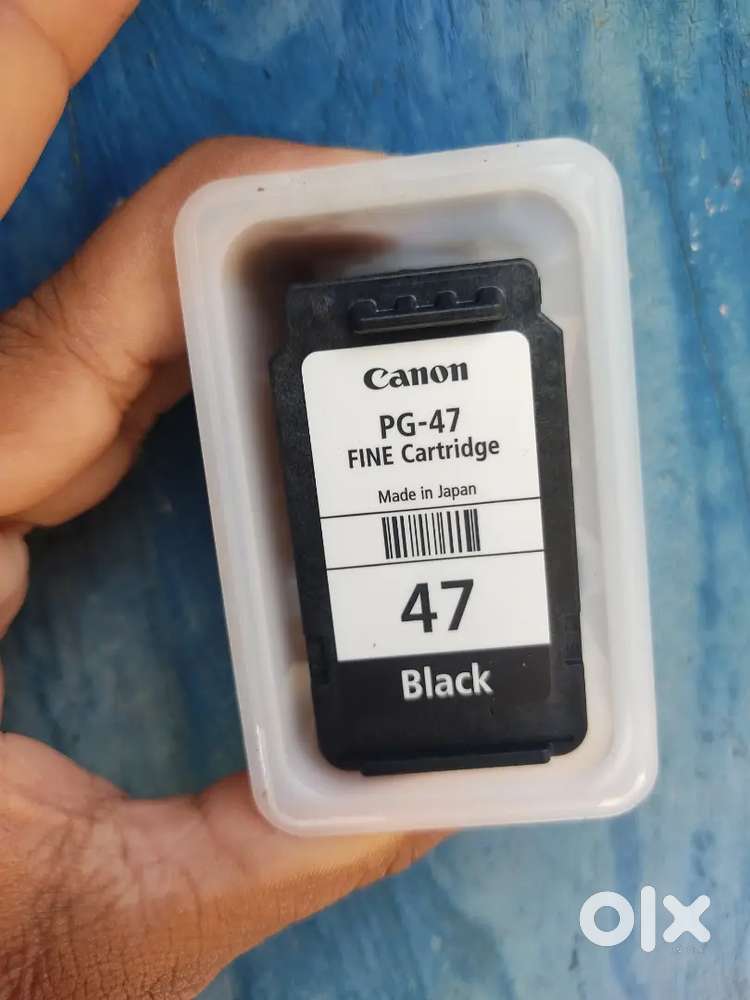 Canon
PG-47
FINE Cartridge
Made in Japan
47
Black
olx